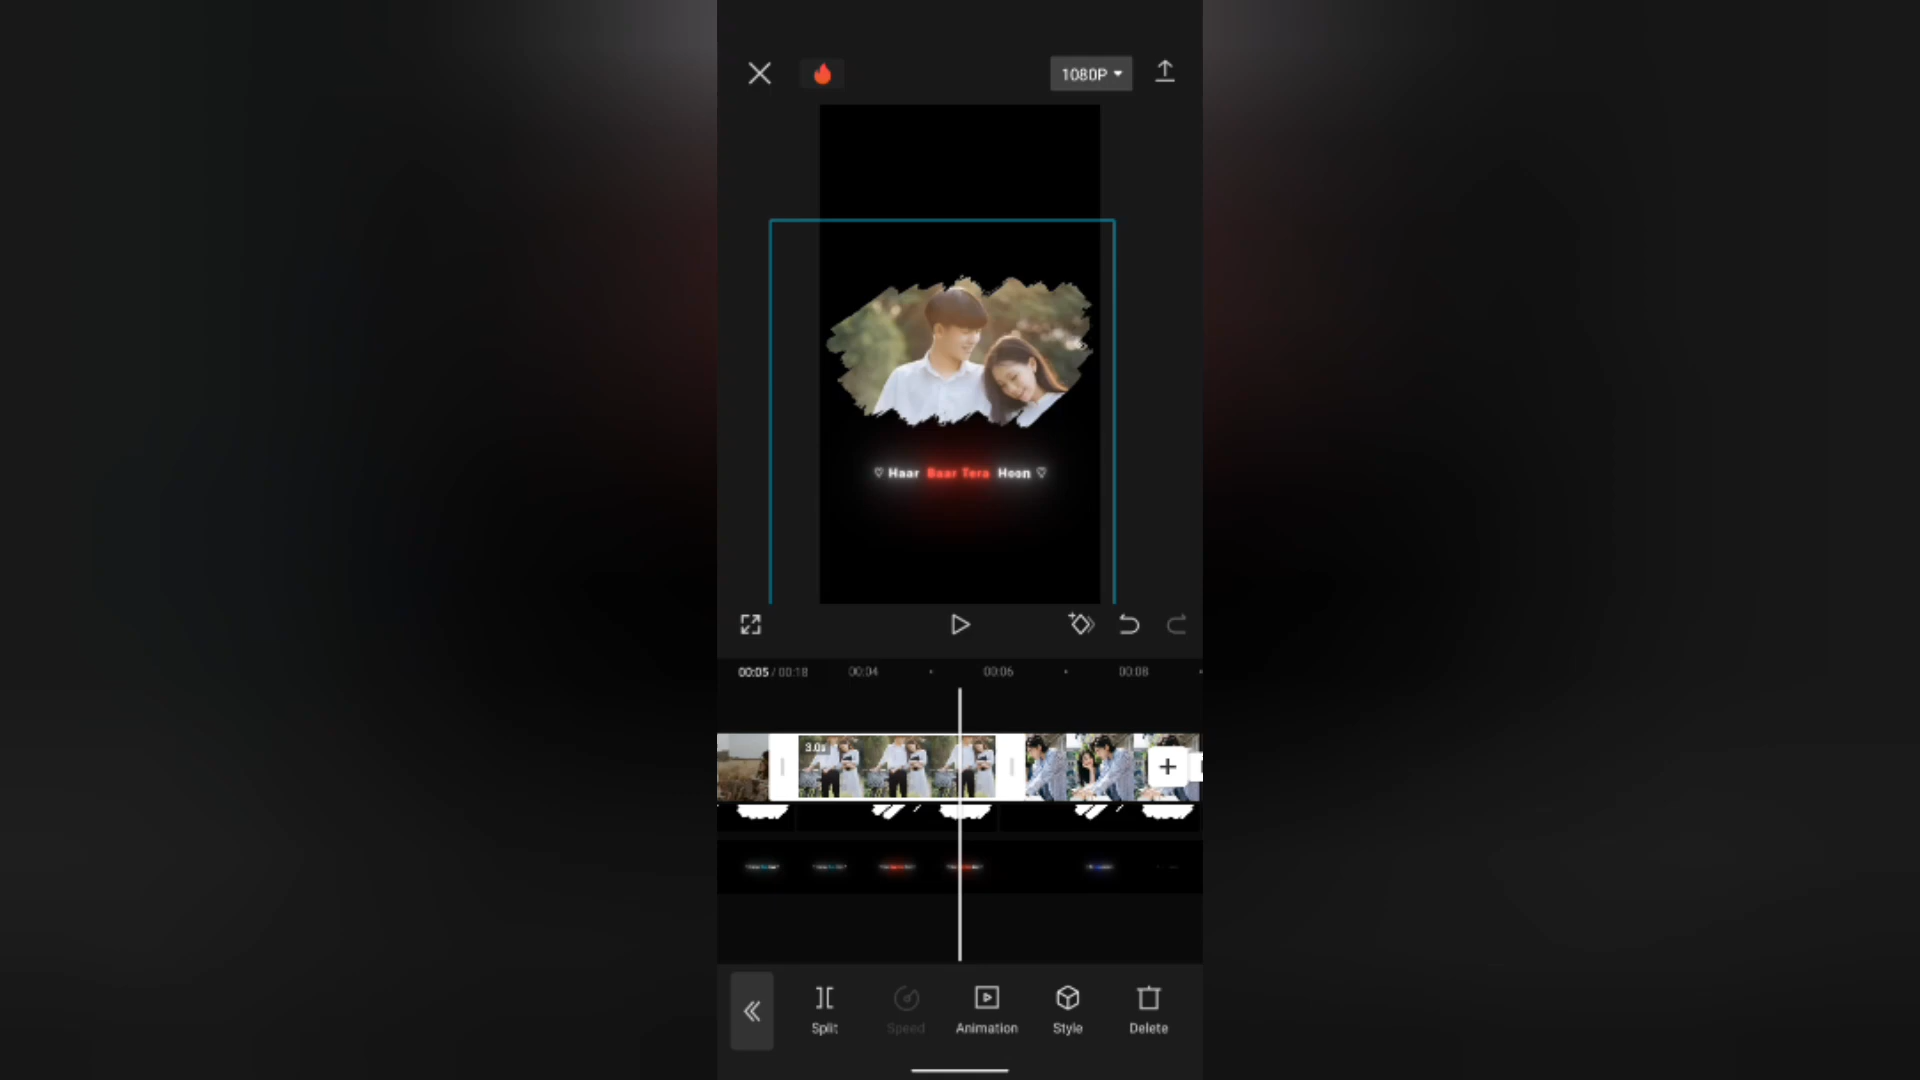 1080P
♡ Haar Baar Tera Hoon ♡
00:05 / 00:18 00:04 00:06 00:08
3.0s
Split Speed Animation Style Delete